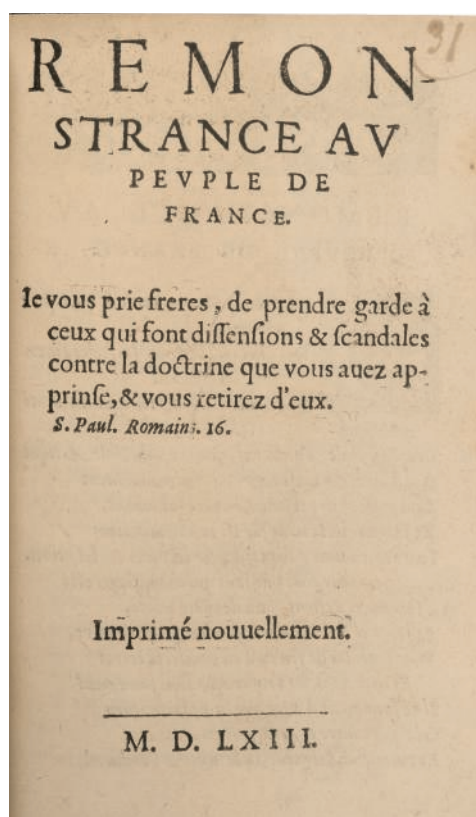 91
REMON-
STRANCE AV
PEVPLE DE
FRANCE.
Ie vous prie freres, de prendre garde à
ceux qui font diſſenſions & ſcandales
contre la doctrine que vous auez ap-
prinſe, & vous retirez d'eux.
S. Paul. Romains. 16.
Imprimé nouuellement.
M. D. LXIII.